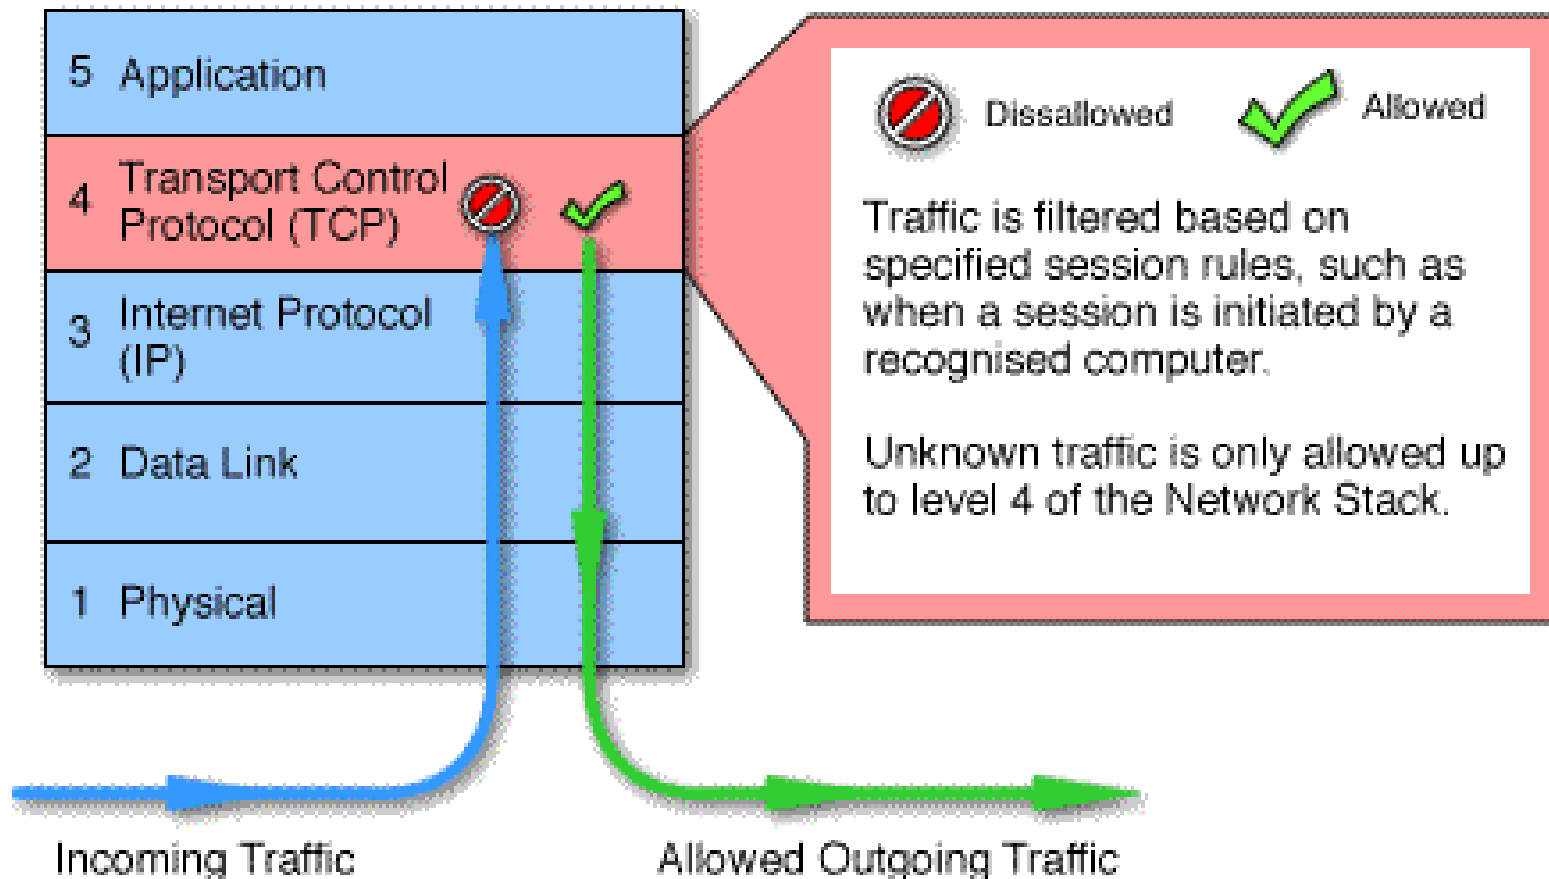 5 Application
4 Transport Control
Protocol (TCP)
3 Internet Protocol
(IP)
2 Data Link
1 Physical
Dissallowed
Allowed
Traffic is filtered based on
specified session rules, such as
when a session is initiated by a
recognised computer.
Unknown traffic is only allowed up
to level 4 of the Network Stack.
Incoming Traffic
Allowed Outgoing Traffic